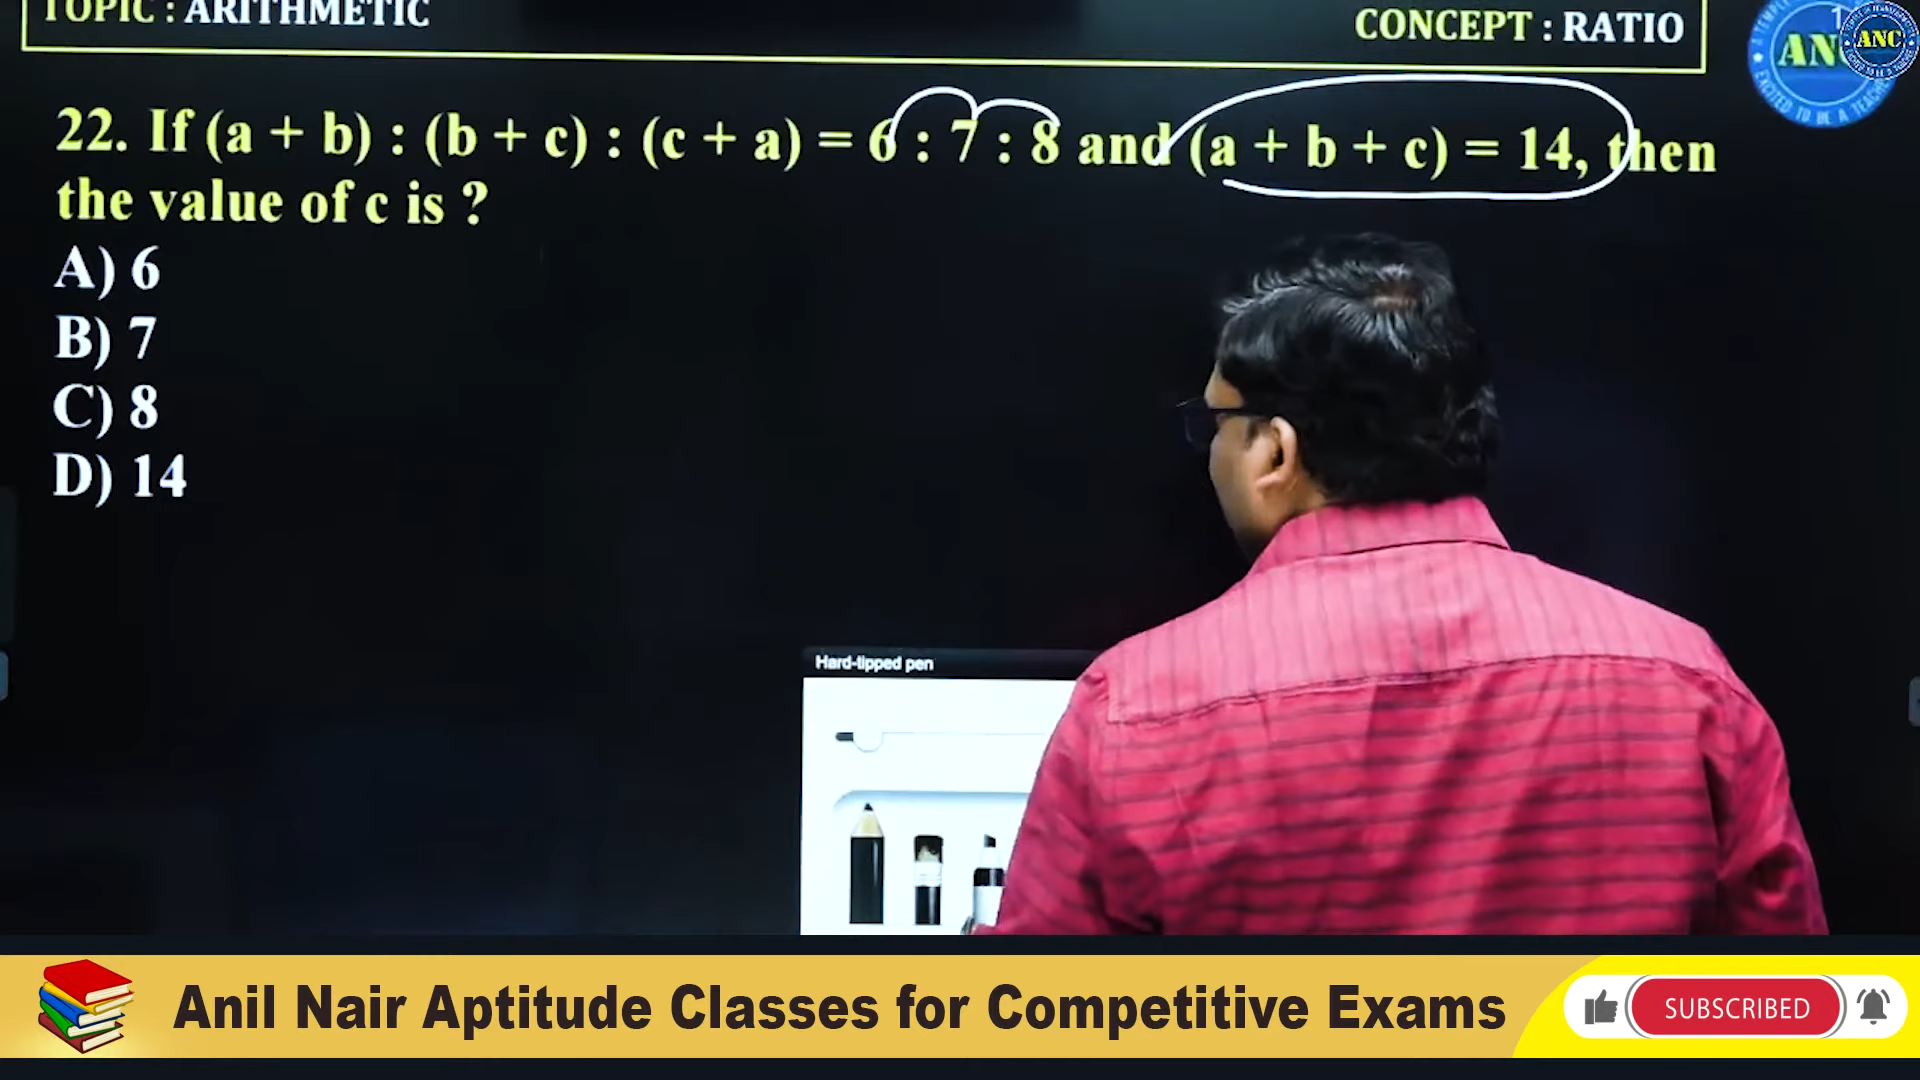 TOPIC : ARITHMETIC
CONCEPT : RATIO
ANC
22. If (a + b) : (b + c) : (c + a) = 6 : 7 : 8 and (a + b + c) = 14, then
the value of c is ?
A) 6
B) 7
C) 8
D) 14
Hard-tipped pen
Anil Nair Aptitude Classes for Competitive Exams
SUBSCRIBED